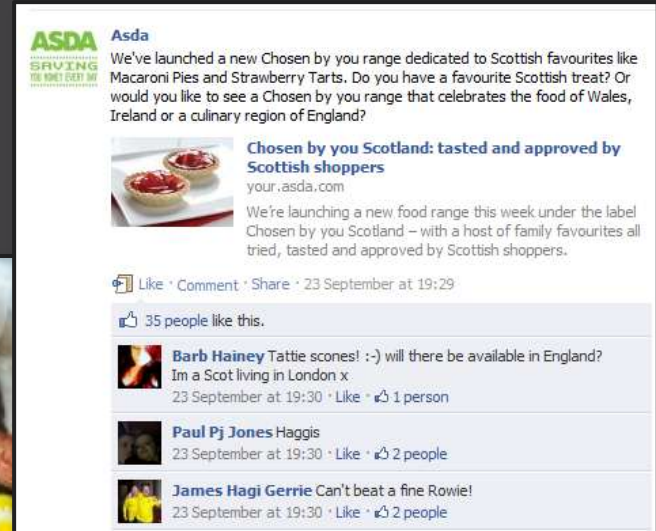 ASDA
SAVING
YOU MONEY EVERY DAY
Asda
We've launched a new Chosen by you range dedicated to Scottish favourites like
Macaroni Pies and Strawberry Tarts. Do you have a favourite Scottish treat? Or
would you like to see a Chosen by you range that celebrates the food of Wales,
Ireland or a culinary region of England?
Chosen by you Scotland: tasted and approved by
Scottish shoppers
your.asda.com
We're launching a new food range this week under the label
Chosen by you Scotland – with a host of family favourites all
tried, tasted and approved by Scottish shoppers.
Like · Comment · Share · 23 September at 19:29
35 people like this.
Barb Hainey Tattie scones! :-) will there be available in England?
Im a Scot living in London x
23 September at 19:30 · Like · 1 person
Paul Pj Jones Haggis
23 September at 19:30 · Like · 2 people
James Hagi Gerrie Can't beat a fine Rowie!
23 September at 19:30 · Like · 2 people